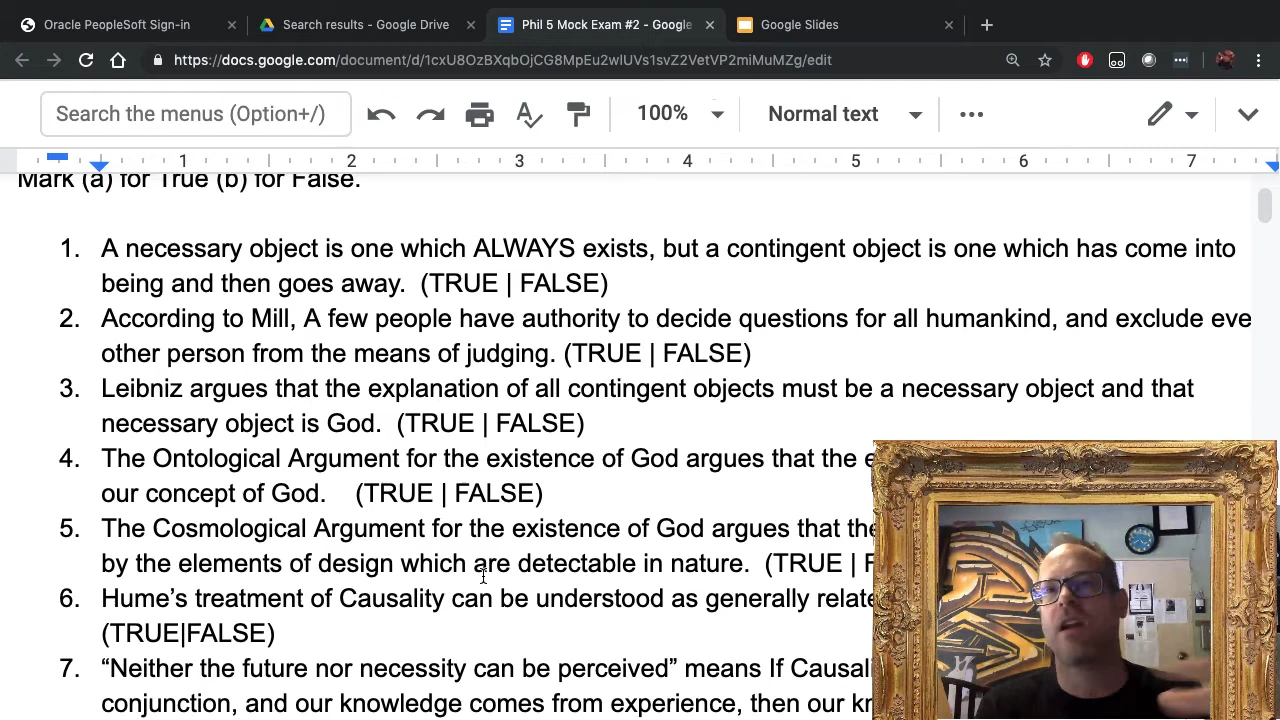 Oracle PeopleSoft Sign-in
Search results - Google Drive
Phil 5 Mock Exam #2 - Google
Google Slides
https://docs.google.com/document/d/1cxU8OzBXqbOjCG8MpEu2wlUVs1svZ2VetVP2miMuMZg/edit
Search the menus (Option+/)
100%
Normal text
1 2 3 4 5 6 7
Mark (a) for True (b) for False.
1. A necessary object is one which ALWAYS exists, but a contingent object is one which has come into
being and then goes away. (TRUE | FALSE)
2. According to Mill, A few people have authority to decide questions for all humankind, and exclude eve
other person from the means of judging. (TRUE | FALSE)
3. Leibniz argues that the explanation of all contingent objects must be a necessary object and that
necessary object is God. (TRUE | FALSE)
4. The Ontological Argument for the existence of God argues that the e
our concept of God. (TRUE | FALSE)
5. The Cosmological Argument for the existence of God argues that the
by the elements of design which are detectable in nature. (TRUE | F
6. Hume's treatment of Causality can be understood as generally relate
(TRUE|FALSE)
7. “Neither the future nor necessity can be perceived” means If Causali
conjunction, and our knowledge comes from experience, then our kn